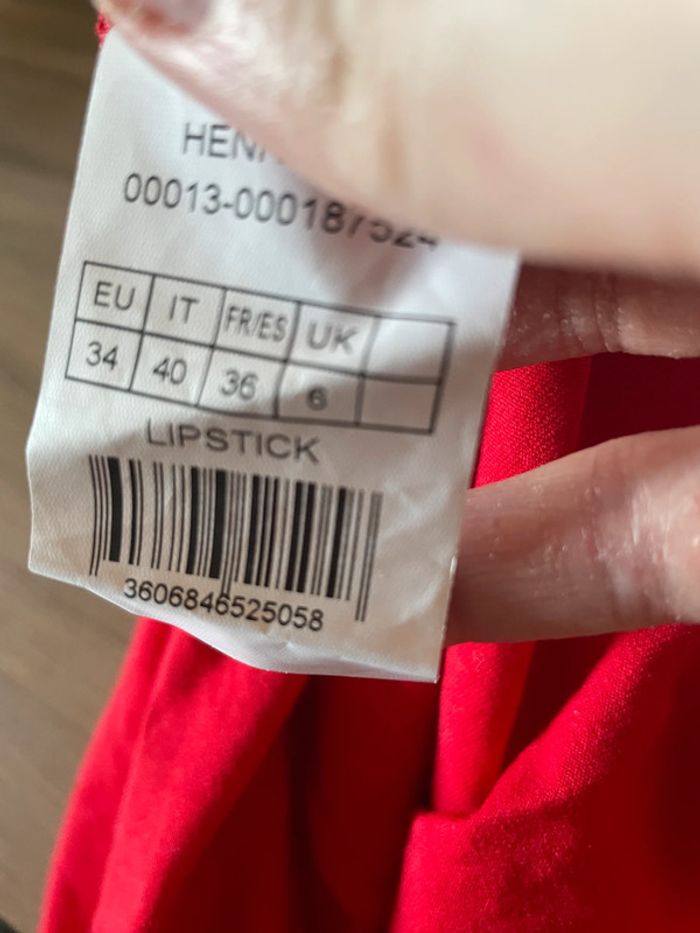 00013-000187524
EU IT FR/ES UK
34 40 36 6
LIPSTICK
3606846525058